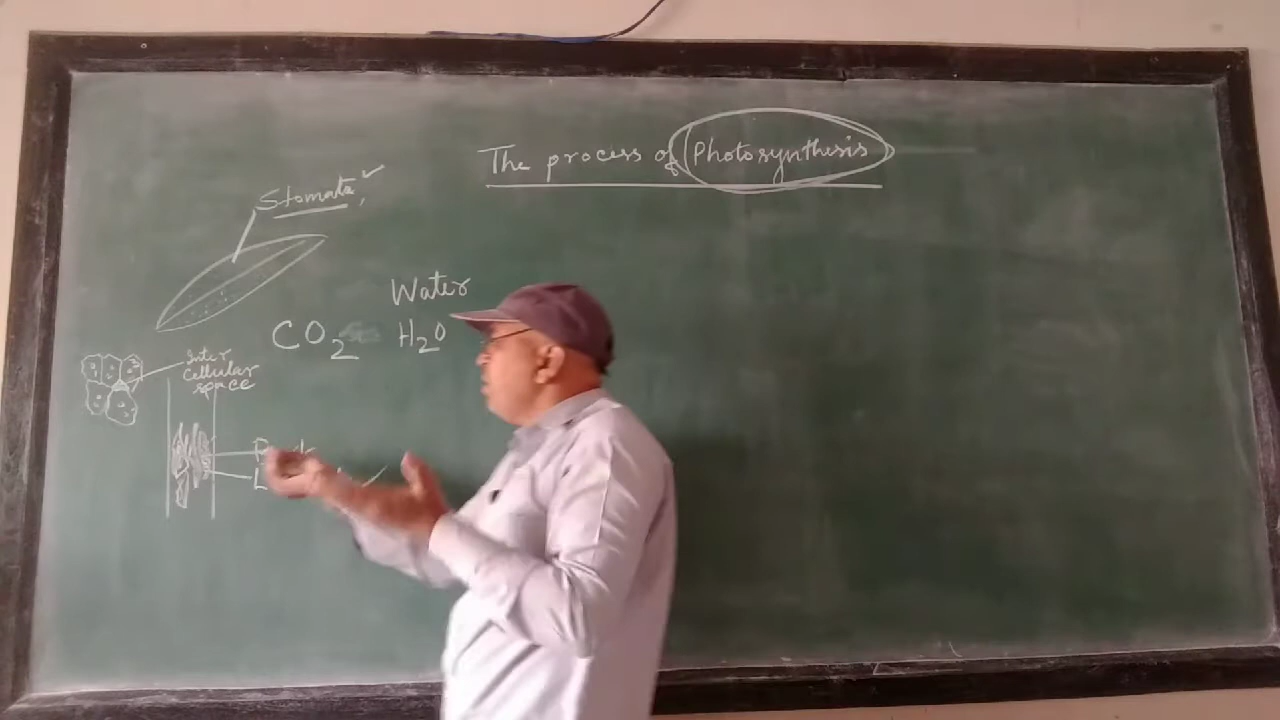 The process of Photosynthesis
Stomata,
Water
CO2 H2O
Inter
Cellular
space